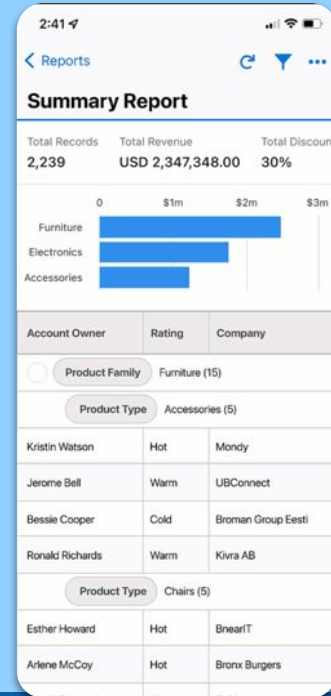 2:41
Reports
Summary Report
Total Records Total Revenue Total Discoun
2,239 USD 2,347,348.00 30%
0 $1m $2m $3m
Furniture
Electronics
Accessories
Account Owner Rating Company
Product Family Furniture (15)
Product Type Accessories (5)
Kristin Watson Hot Mondy
Jerome Bell Warm UBConnect
Bessie Cooper Cold Broman Group Eesti
Ronald Richards Warm Kivra AB
Product Type Chairs (5)
Esther Howard Hot BnearIT
Arlene McCoy Hot Bronx Burgers